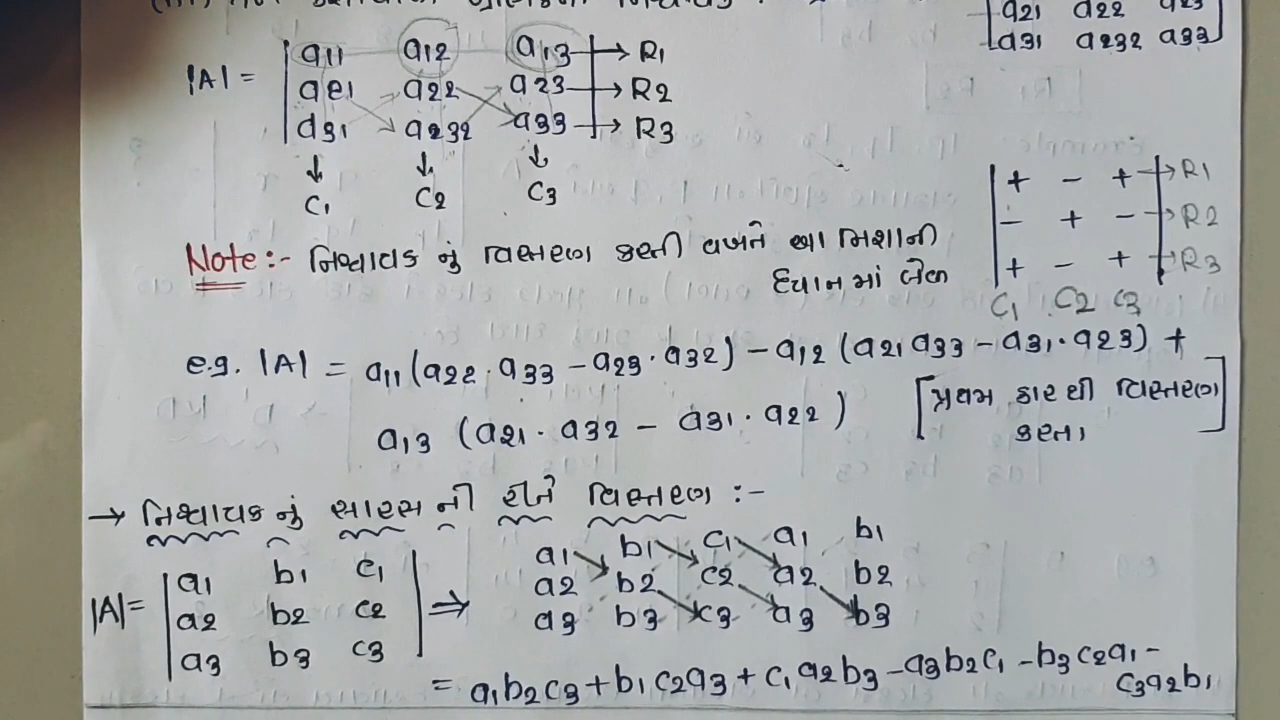 a21 a22 a23
a31 a232 a33
|A| = | a11 a12 a13 | → R1
a21 a22 a23 → R2
a31 a232 a33 → R3
↓ ↓ ↓
C1 C2 C3
+ - + → R1
- + - → R2
+ - + → R3
C1 C2 C3
Note :- નિશ્ચાયક નું વિસ્તરણ કરતી વખતે આ નિશાની
ધ્યાન માં લેવા
e.g. |A| = a11 (a22 . a33 - a23 . a32) - a12 (a21 a33 - a31 . a23) +
a13 (a21 . a32 - a31 . a22) [પ્રથમ હાર થી વિસ્તરણ
કરતા]
→ નિશ્ચાયક નું સારસ ની રીતે વિસ્તરણ :-
|A| = | a1 b1 c1 | ⇒ a1 b1 c1 a1 b1
a2 b2 c2 a2 b2 c2 a2 b2
a3 b3 c3 a3 b3 c3 a3 b3
= a1b2c3 + b1c2a3 + c1a2b3 - a3b2c1 - b3c2a1 -
c3a2b1